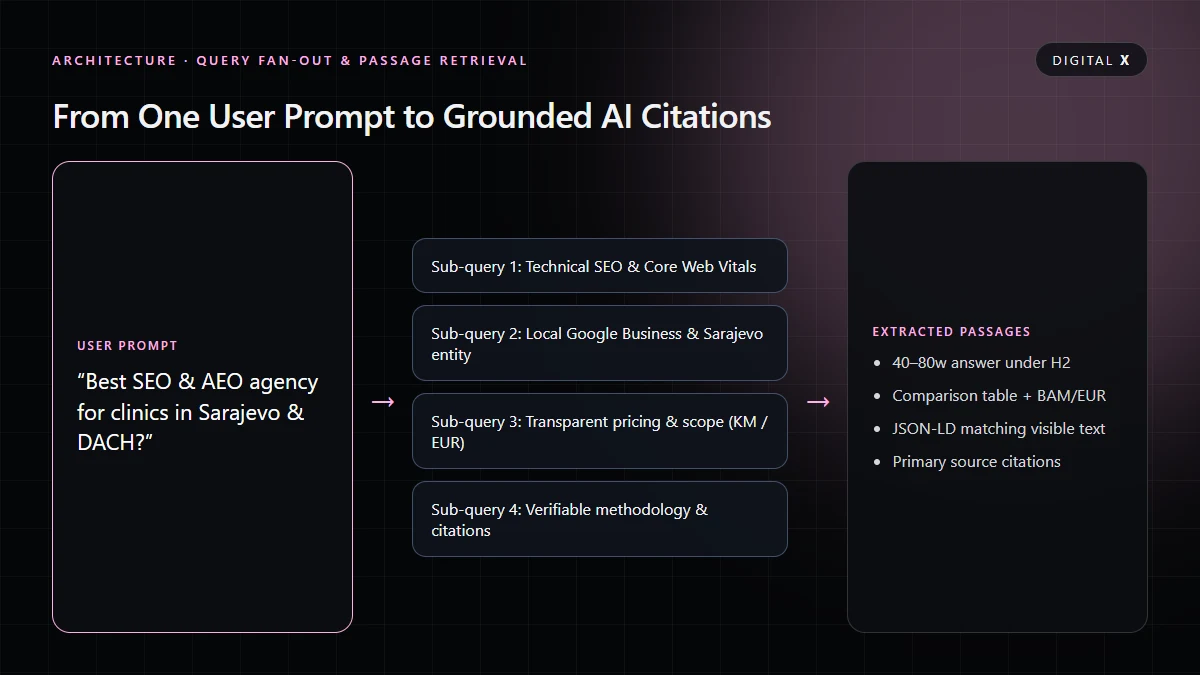 ARCHITECTURE · QUERY FAN-OUT & PASSAGE RETRIEVAL
DIGITAL X
From One User Prompt to Grounded AI Citations
USER PROMPT
“Best SEO & AEO agency
for clinics in Sarajevo &
DACH?”
→
Sub-query 1: Technical SEO & Core Web Vitals
Sub-query 2: Local Google Business & Sarajevo
entity
Sub-query 3: Transparent pricing & scope (KM /
EUR)
Sub-query 4: Verifiable methodology &
citations
→
EXTRACTED PASSAGES
• 40–80w answer under H2
• Comparison table + BAM/EUR
• JSON-LD matching visible text
• Primary source citations